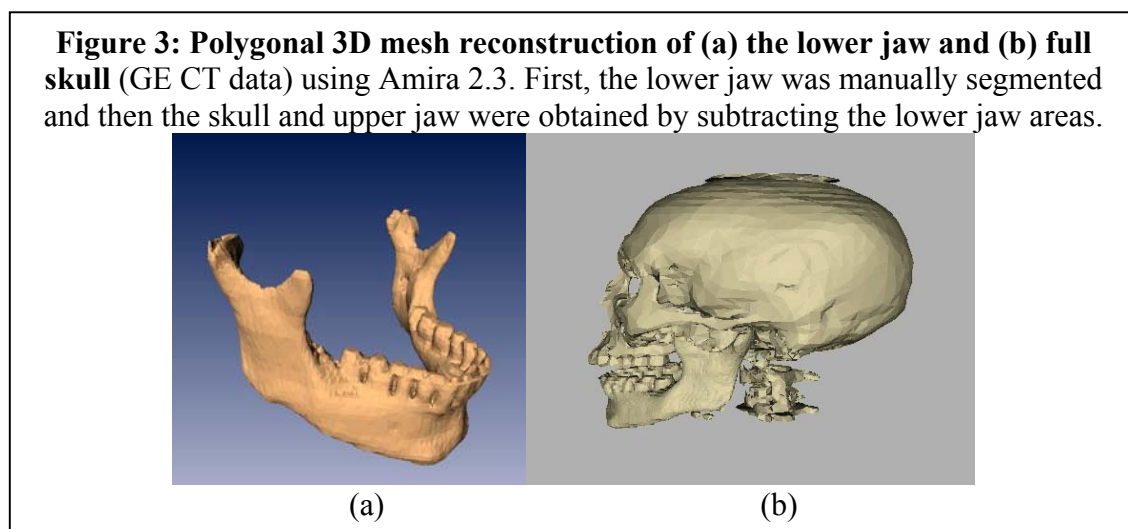 Figure 3: Polygonal 3D mesh reconstruction of (a) the lower jaw and (b) full
skull (GE CT data) using Amira 2.3. First, the lower jaw was manually segmented
and then the skull and upper jaw were obtained by subtracting the lower jaw areas.
(a)
(b)